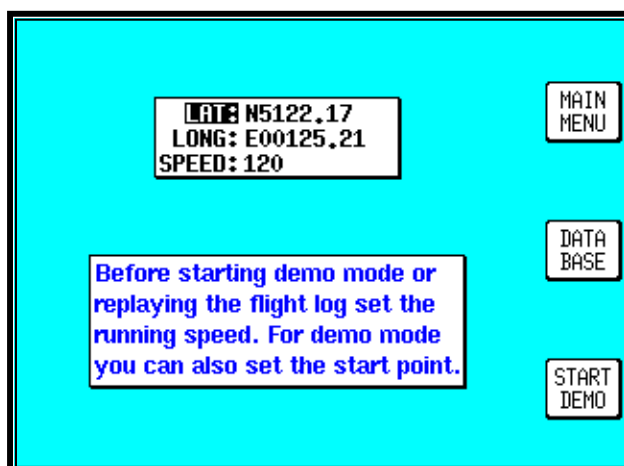 LAT: N5122.17
LONG: E00125.21
SPEED: 120
MAIN
MENU
DATA
BASE
Before starting demo mode or
replaying the flight log set the
running speed. For demo mode
you can also set the start point.
START
DEMO